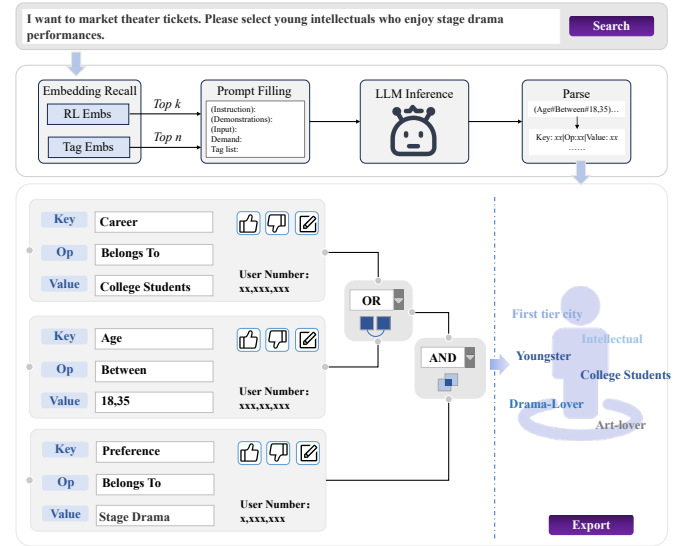 I want to market theater tickets. Please select young intellectuals who enjoy stage drama
performances.
Search
Embedding Recall
RL Embs
Tag Embs
Top k
Top n
Prompt Filling
(Instruction):
(Demonstrations):
(Input):
Demand:
Tag list:
LLM Inference
Parse
(Age#Between#18,35)…
Key: xx|Op:xx|Value: xx
……
Key
Career
Op
Belongs To
Value
College Students
User Number:
xx,xxx,xxx
Key
Age
Op
Between
Value
18,35
User Number:
xxx,xx,xxx
Key
Preference
Op
Belongs To
Value
Stage Drama
User Number:
x,xxx,xxx
OR
AND
First tier city
Intellectual
Youngster
College Students
Drama-Lover
Art-lover
Export